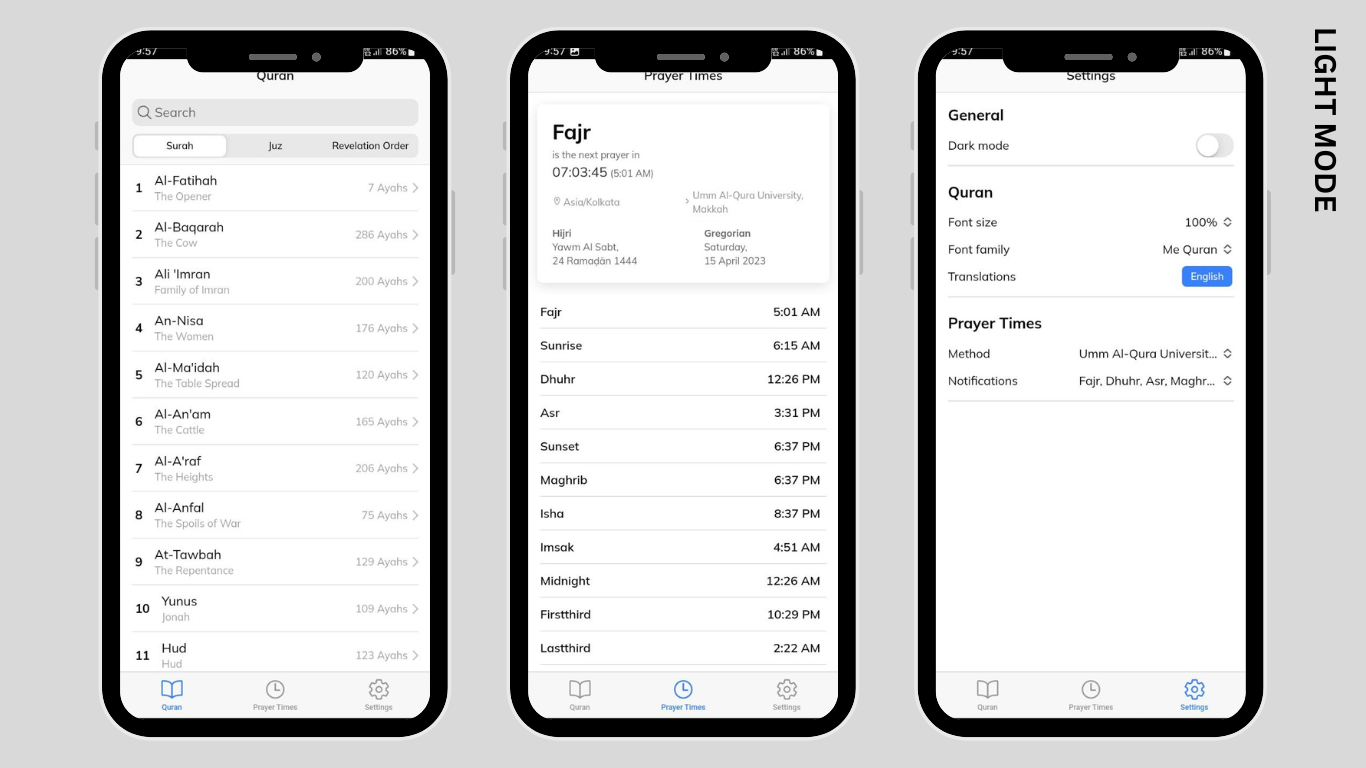 9:57 86%
Quran
Search
Surah Juz Revelation Order
1 Al-Fatihah 7 Ayahs
The Opener
2 Al-Baqarah 286 Ayahs
The Cow
3 Ali 'Imran 200 Ayahs
Family of Imran
4 An-Nisa 176 Ayahs
The Women
5 Al-Ma'idah 120 Ayahs
The Table Spread
6 Al-An'am 165 Ayahs
The Cattle
7 Al-A'raf 206 Ayahs
The Heights
8 Al-Anfal 75 Ayahs
The Spoils of War
9 At-Tawbah 129 Ayahs
The Repentance
10 Yunus 109 Ayahs
Jonah
11 Hud 123 Ayahs
Hud
Quran Prayer Times Settings
9:57 86%
Prayer Times
Fajr
is the next prayer in
07:03:45 (5:01 AM)
Asia/Kolkata
Umm Al-Qura University,
Makkah
Hijri
Yawm Al Sabt,
24 Ramaḍān 1444
Gregorian
Saturday,
15 April 2023
Fajr 5:01 AM
Sunrise 6:15 AM
Dhuhr 12:26 PM
Asr 3:31 PM
Sunset 6:37 PM
Maghrib 6:37 PM
Isha 8:37 PM
Imsak 4:51 AM
Midnight 12:26 AM
Firstthird 10:29 PM
Lastthird 2:22 AM
Quran Prayer Times Settings
9:57 86%
Settings
General
Dark mode
Quran
Font size 100%
Font family Me Quran
Translations English
Prayer Times
Method Umm Al-Qura Universit...
Notifications Fajr, Dhuhr, Asr, Maghr...
Quran Prayer Times Settings
LIGHT MODE